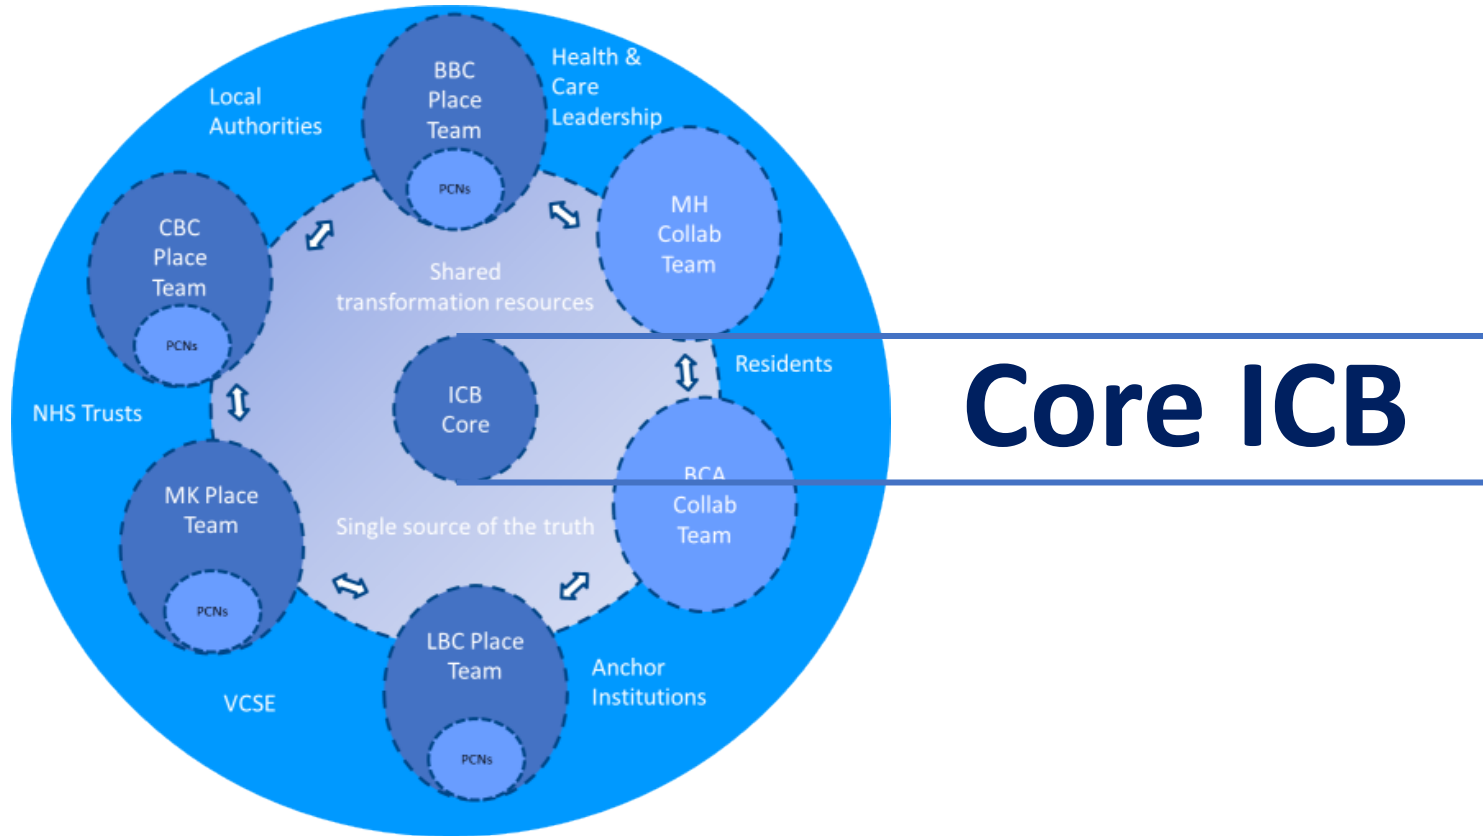 BBC
Place
Team
PCNs
Health &
Care
Leadership
Local
Authorities
MH
Collab
Team
CBC
Place
Team
PCNs
Shared
transformation resources
Residents
ICB
Core
Core ICB
NHS Trusts
BCA
Collab
Team
MK Place
Team
PCNs
Single source of the truth
LBC Place
Team
PCNs
Anchor
Institutions
VCSE